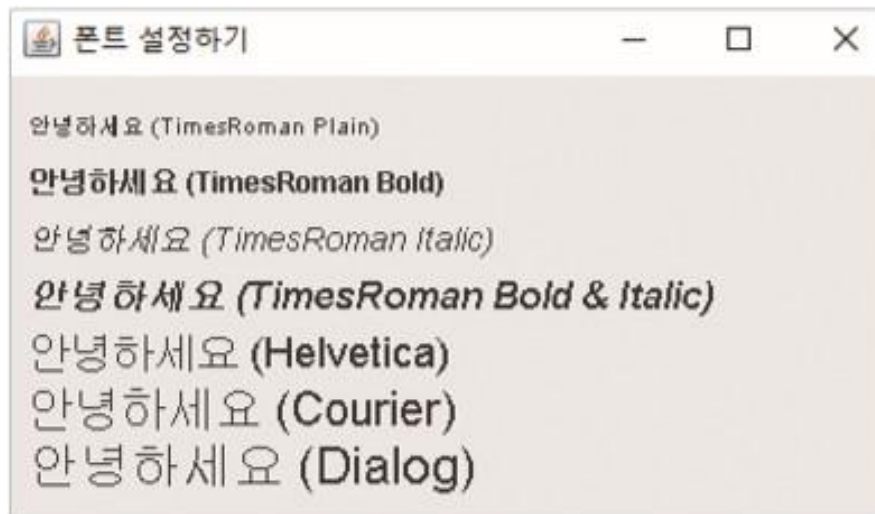 폰트 설정하기
안녕하세요 (TimesRoman Plain)
안녕하세요 (TimesRoman Bold)
안녕하세요 (TimesRoman Italic)
안녕하세요 (TimesRoman Bold & Italic)
안녕하세요 (Helvetica)
안녕하세요 (Courier)
안녕하세요 (Dialog)